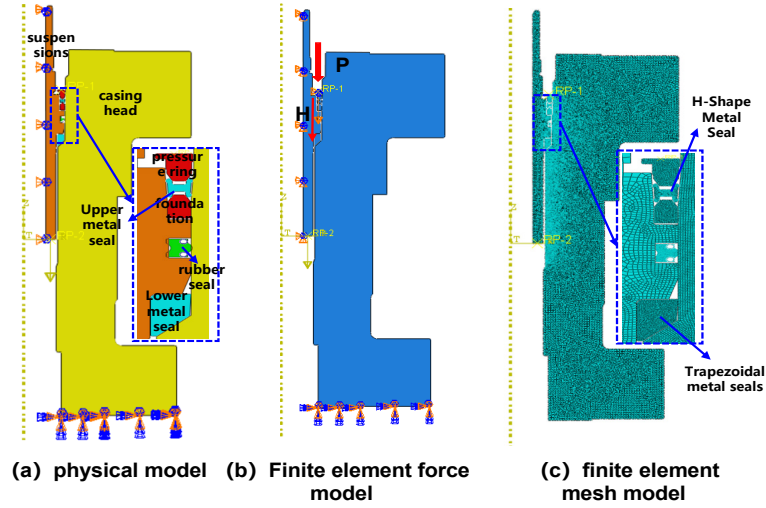 suspen
sions
casing
head
RP-1
pressur
e ring
founda
tion
Upper
metal
seal
rubber
seal
Lower
metal
seal
RP-2
T
P
RP-1
H
RP-2
T
RP-1
H-Shape
Metal
Seal
RP-2
T
Trapezoidal
metal seals
(a) physical model
(b) Finite element force
model
(c) finite element
mesh model